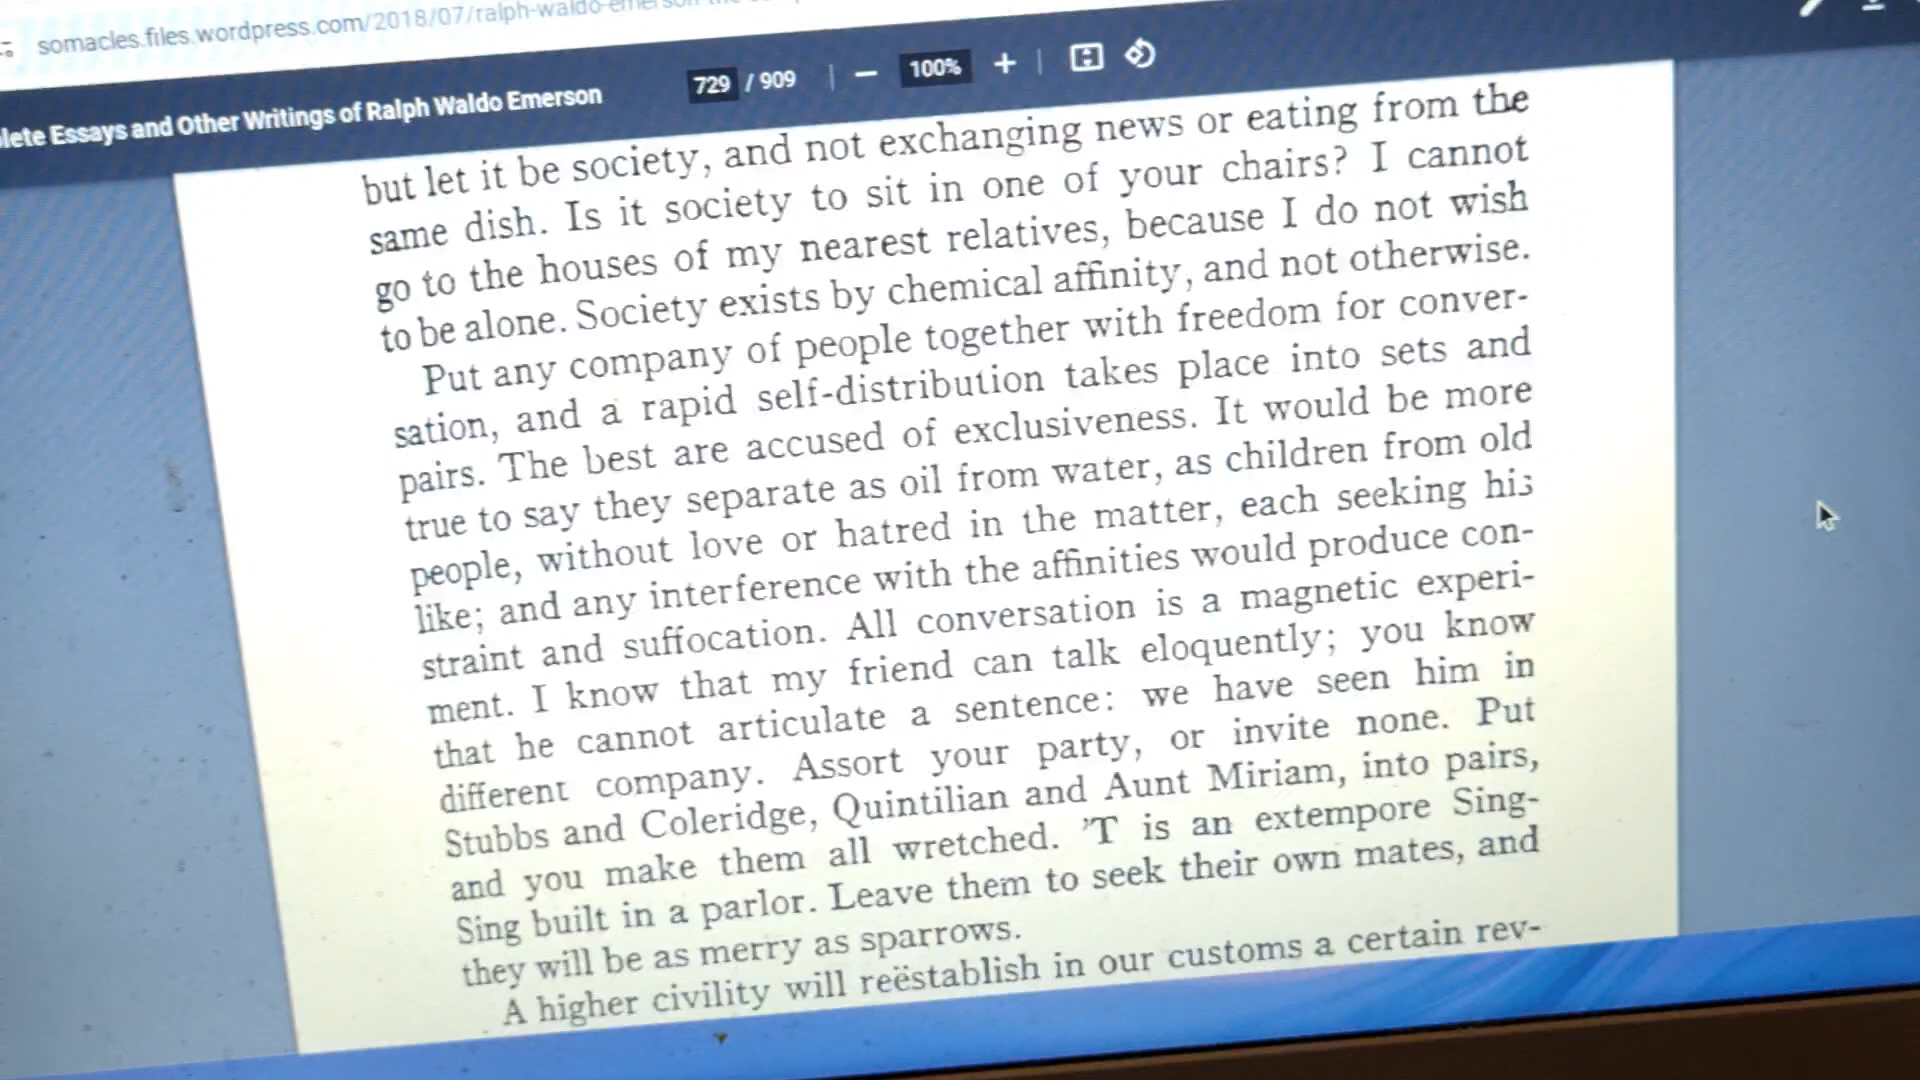 somacles.files.wordpress.com/2018/07/ralph-waldo-emerson
lete Essays and Other Writings of Ralph Waldo Emerson 729 / 909 100%
but let it be society, and not exchanging news or eating from the
same dish. Is it society to sit in one of your chairs? I cannot
go to the houses of my nearest relatives, because I do not wish
to be alone. Society exists by chemical affinity, and not otherwise.
Put any company of people together with freedom for conver-
sation, and a rapid self-distribution takes place into sets and
pairs. The best are accused of exclusiveness. It would be more
true to say they separate as oil from water, as children from old
people, without love or hatred in the matter, each seeking his
like; and any interference with the affinities would produce con-
straint and suffocation. All conversation is a magnetic experi-
ment. I know that my friend can talk eloquently; you know
that he cannot articulate a sentence: we have seen him in
different company. Assort your party, or invite none. Put
Stubbs and Coleridge, Quintilian and Aunt Miriam, into pairs,
and you make them all wretched. 'T is an extempore Sing-
Sing built in a parlor. Leave them to seek their own mates, and
they will be as merry as sparrows.
A higher civility will reëstablish in our customs a certain rev-